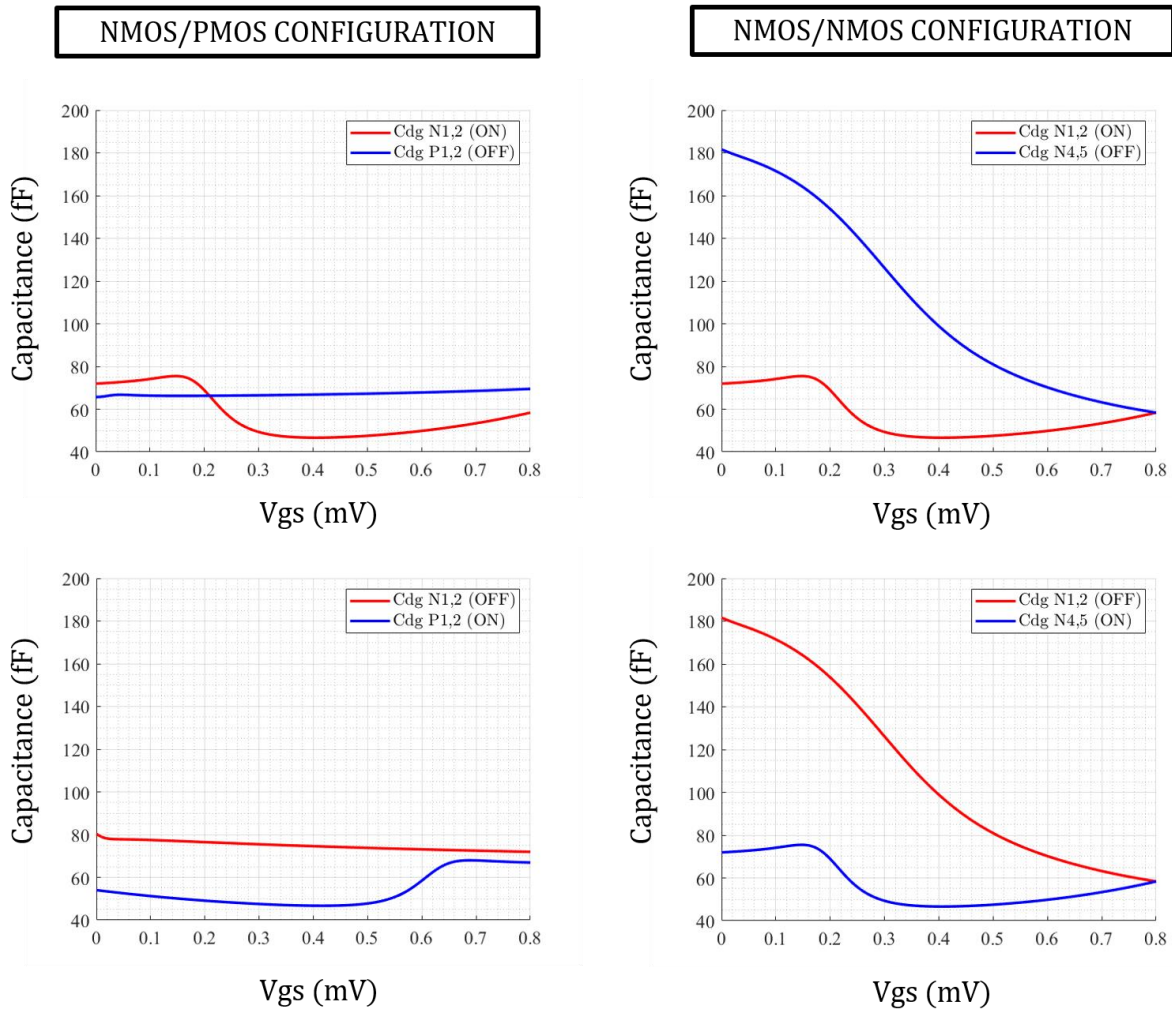 NMOS/PMOS CONFIGURATION
NMOS/NMOS CONFIGURATION
Capacitance (fF)
200
180
160
140
120
100
80
60
40
Cdg N1,2 (ON)
Cdg P1,2 (OFF)
0 0.1 0.2 0.3 0.4 0.5 0.6 0.7 0.8
Vgs (mV)
Capacitance (fF)
200
180
160
140
120
100
80
60
40
Cdg N1,2 (ON)
Cdg N4,5 (OFF)
0 0.1 0.2 0.3 0.4 0.5 0.6 0.7 0.8
Vgs (mV)
Capacitance (fF)
200
180
160
140
120
100
80
60
40
Cdg N1,2 (OFF)
Cdg P1,2 (ON)
0 0.1 0.2 0.3 0.4 0.5 0.6 0.7 0.8
Vgs (mV)
Capacitance (fF)
200
180
160
140
120
100
80
60
40
Cdg N1,2 (OFF)
Cdg N4,5 (ON)
0 0.1 0.2 0.3 0.4 0.5 0.6 0.7 0.8
Vgs (mV)